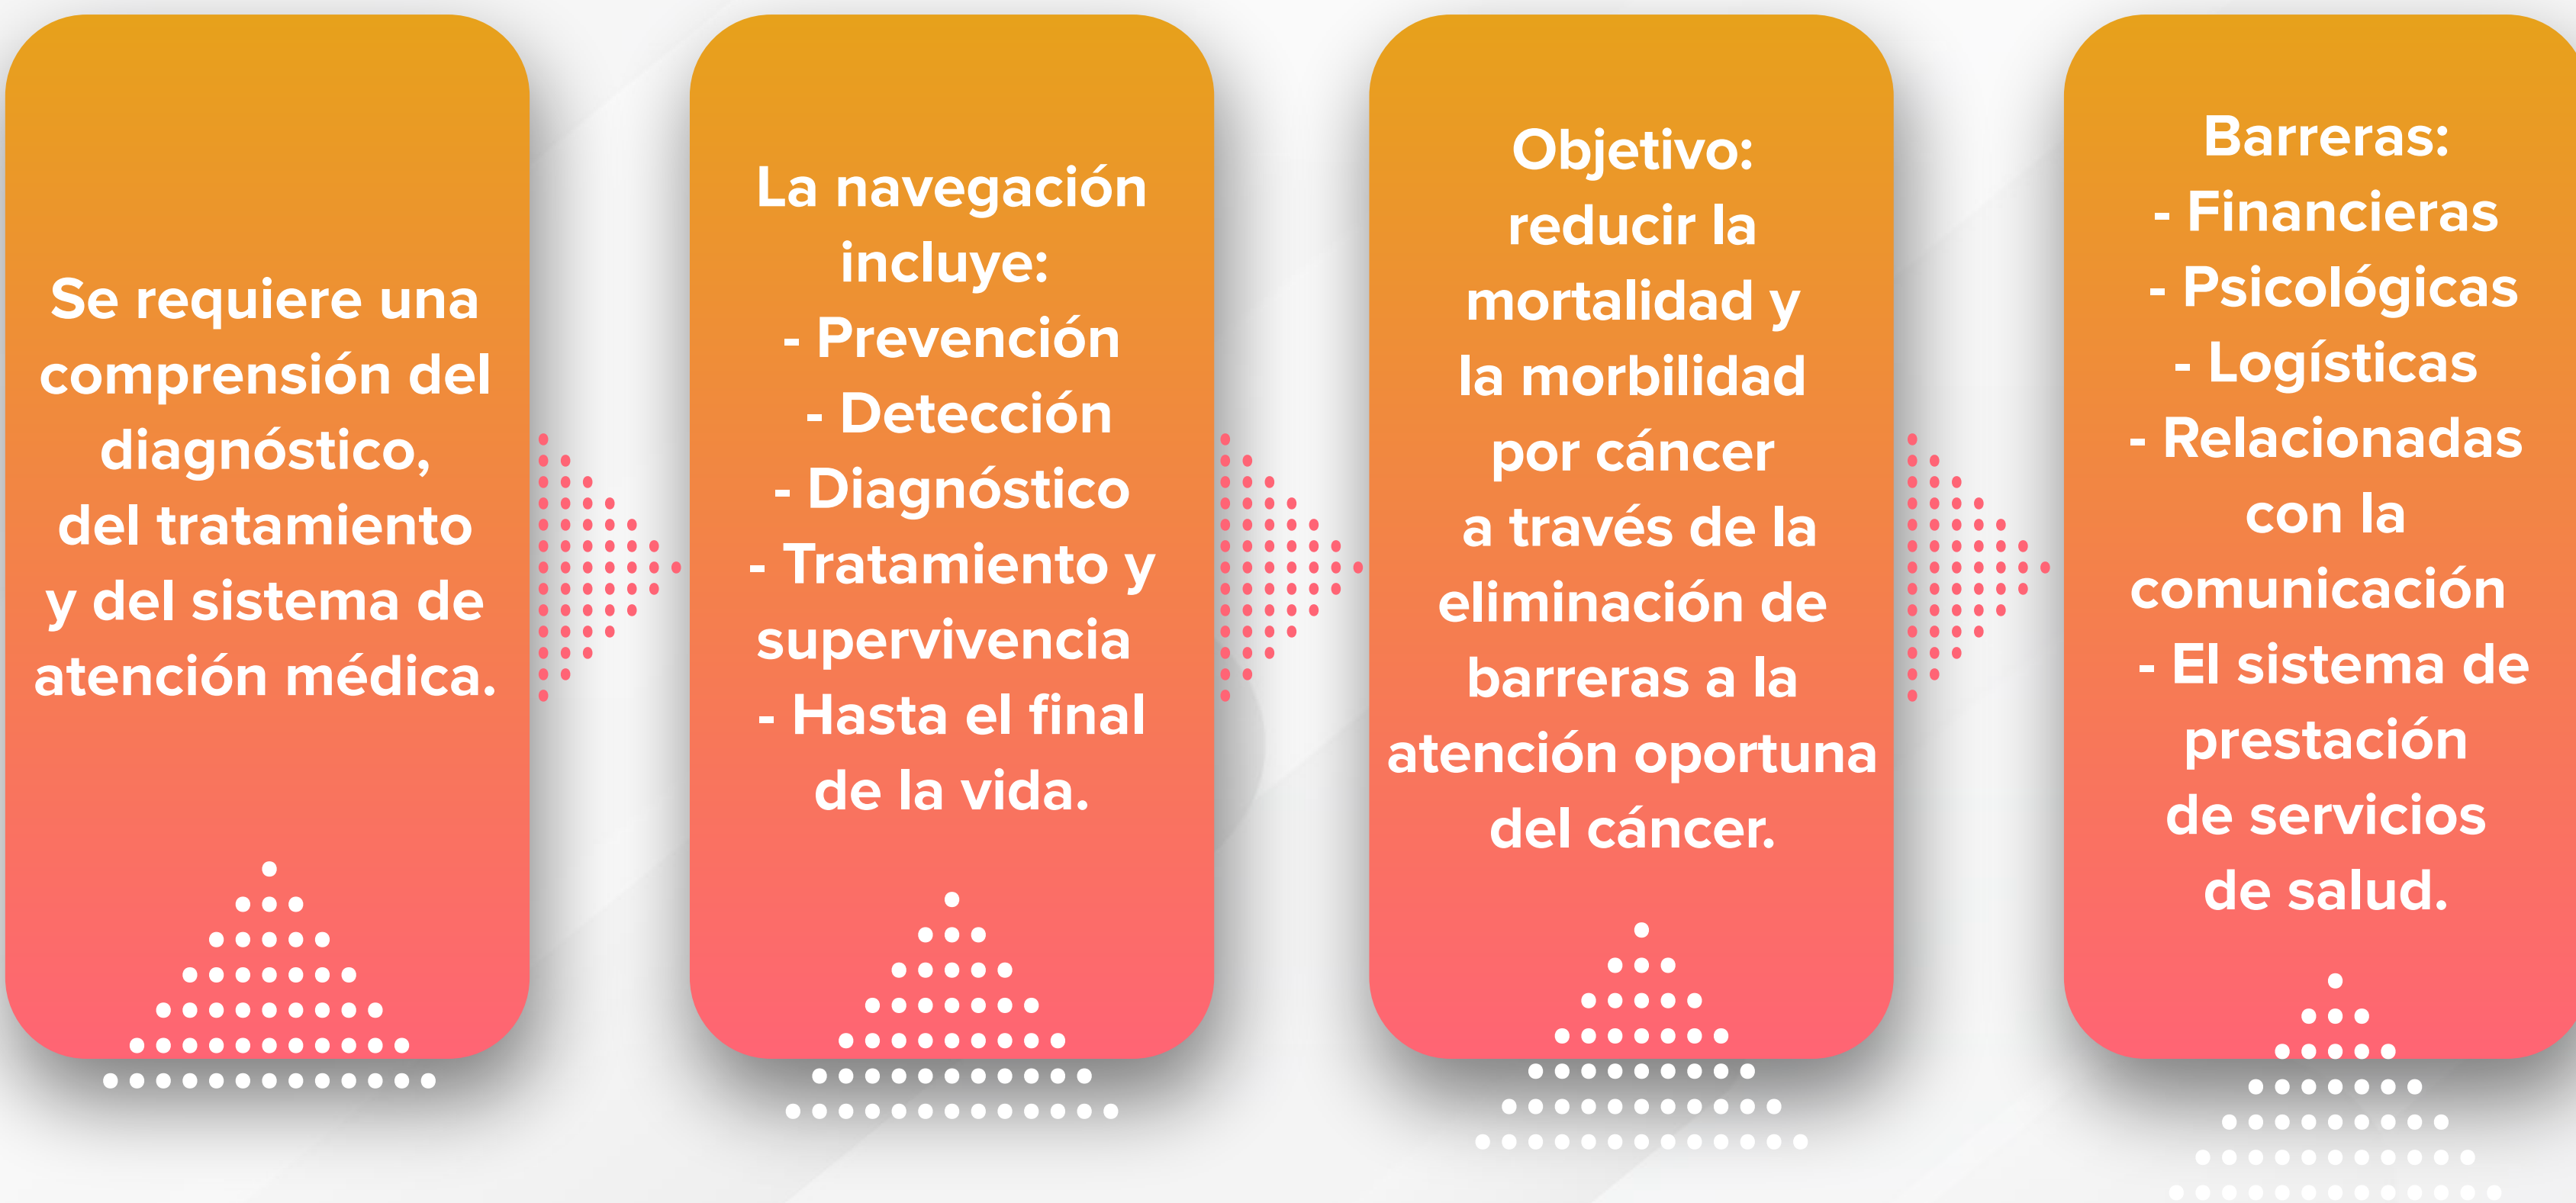 Se requiere una
comprensión del
diagnóstico,
del tratamiento
y del sistema de
atención médica.
La navegación
incluye:
- Prevención
- Detección
- Diagnóstico
- Tratamiento y
supervivencia
- Hasta el final
de la vida.
Objetivo:
reducir la
mortalidad y
la morbilidad
por cáncer
a través de la
eliminación de
barreras a la
atención oportuna
del cáncer.
Barreras:
- Financieras
- Psicológicas
- Logísticas
- Relacionadas
con la
comunicación
- El sistema de
prestación
de servicios
de salud.